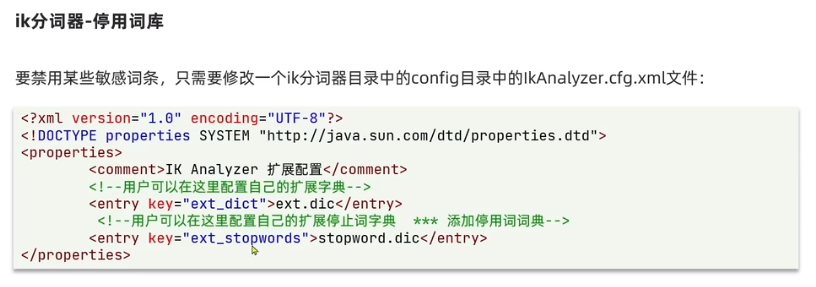 ik分词器-停用词库
要禁用某些敏感词条，只需要修改一个ik分词器目录中的config目录中的IkAnalyzer.cfg.xml文件：
<?xml version="1.0" encoding="UTF-8"?>
<!DOCTYPE properties SYSTEM "http://java.sun.com/dtd/properties.dtd">
<properties>
        <comment>IK Analyzer 扩展配置</comment>
        <!--用户可以在这里配置自己的扩展字典-->
        <entry key="ext_dict">ext.dic</entry>
         <!--用户可以在这里配置自己的扩展停止词字典  *** 添加停用词词典-->
        <entry key="ext_stopwords">stopword.dic</entry>
</properties>